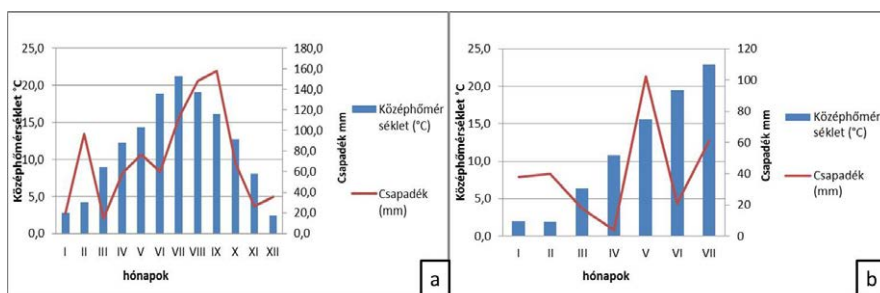 25,0
20,0
15,0
10,0
5,0
0,0
Középhőmérséklet °C
180,0
160,0
140,0
120,0
100,0
80,0
60,0
40,0
20,0
0,0
Csapadék mm
I II III IV V VI VII VIII IX X XI XII
hónapok
Középhőmér
séklet (°C)
Csapadék
(mm)
a
25,0
20,0
15,0
10,0
5,0
0,0
Középhőmérséklet °C
120
100
80
60
40
20
0
Csapadék mm
I II III IV V VI VII
hónapok
Középhőmér
séklet (°C)
Csapadék
(mm)
b